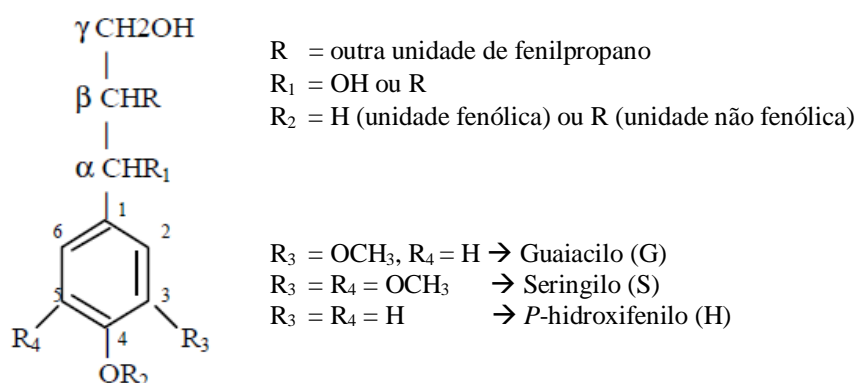 γ CH2OH
β CHR
α CHR₁
1
6 2
5 3
R₄ 4 R₃
OR₂
R = outra unidade de fenilpropano
R₁ = OH ou R
R₂ = H (unidade fenólica) ou R (unidade não fenólica)
R₃ = OCH₃, R₄ = H → Guaiacilo (G)
R₃ = R₄ = OCH₃ → Seringilo (S)
R₃ = R₄ = H → P-hidroxifenilo (H)